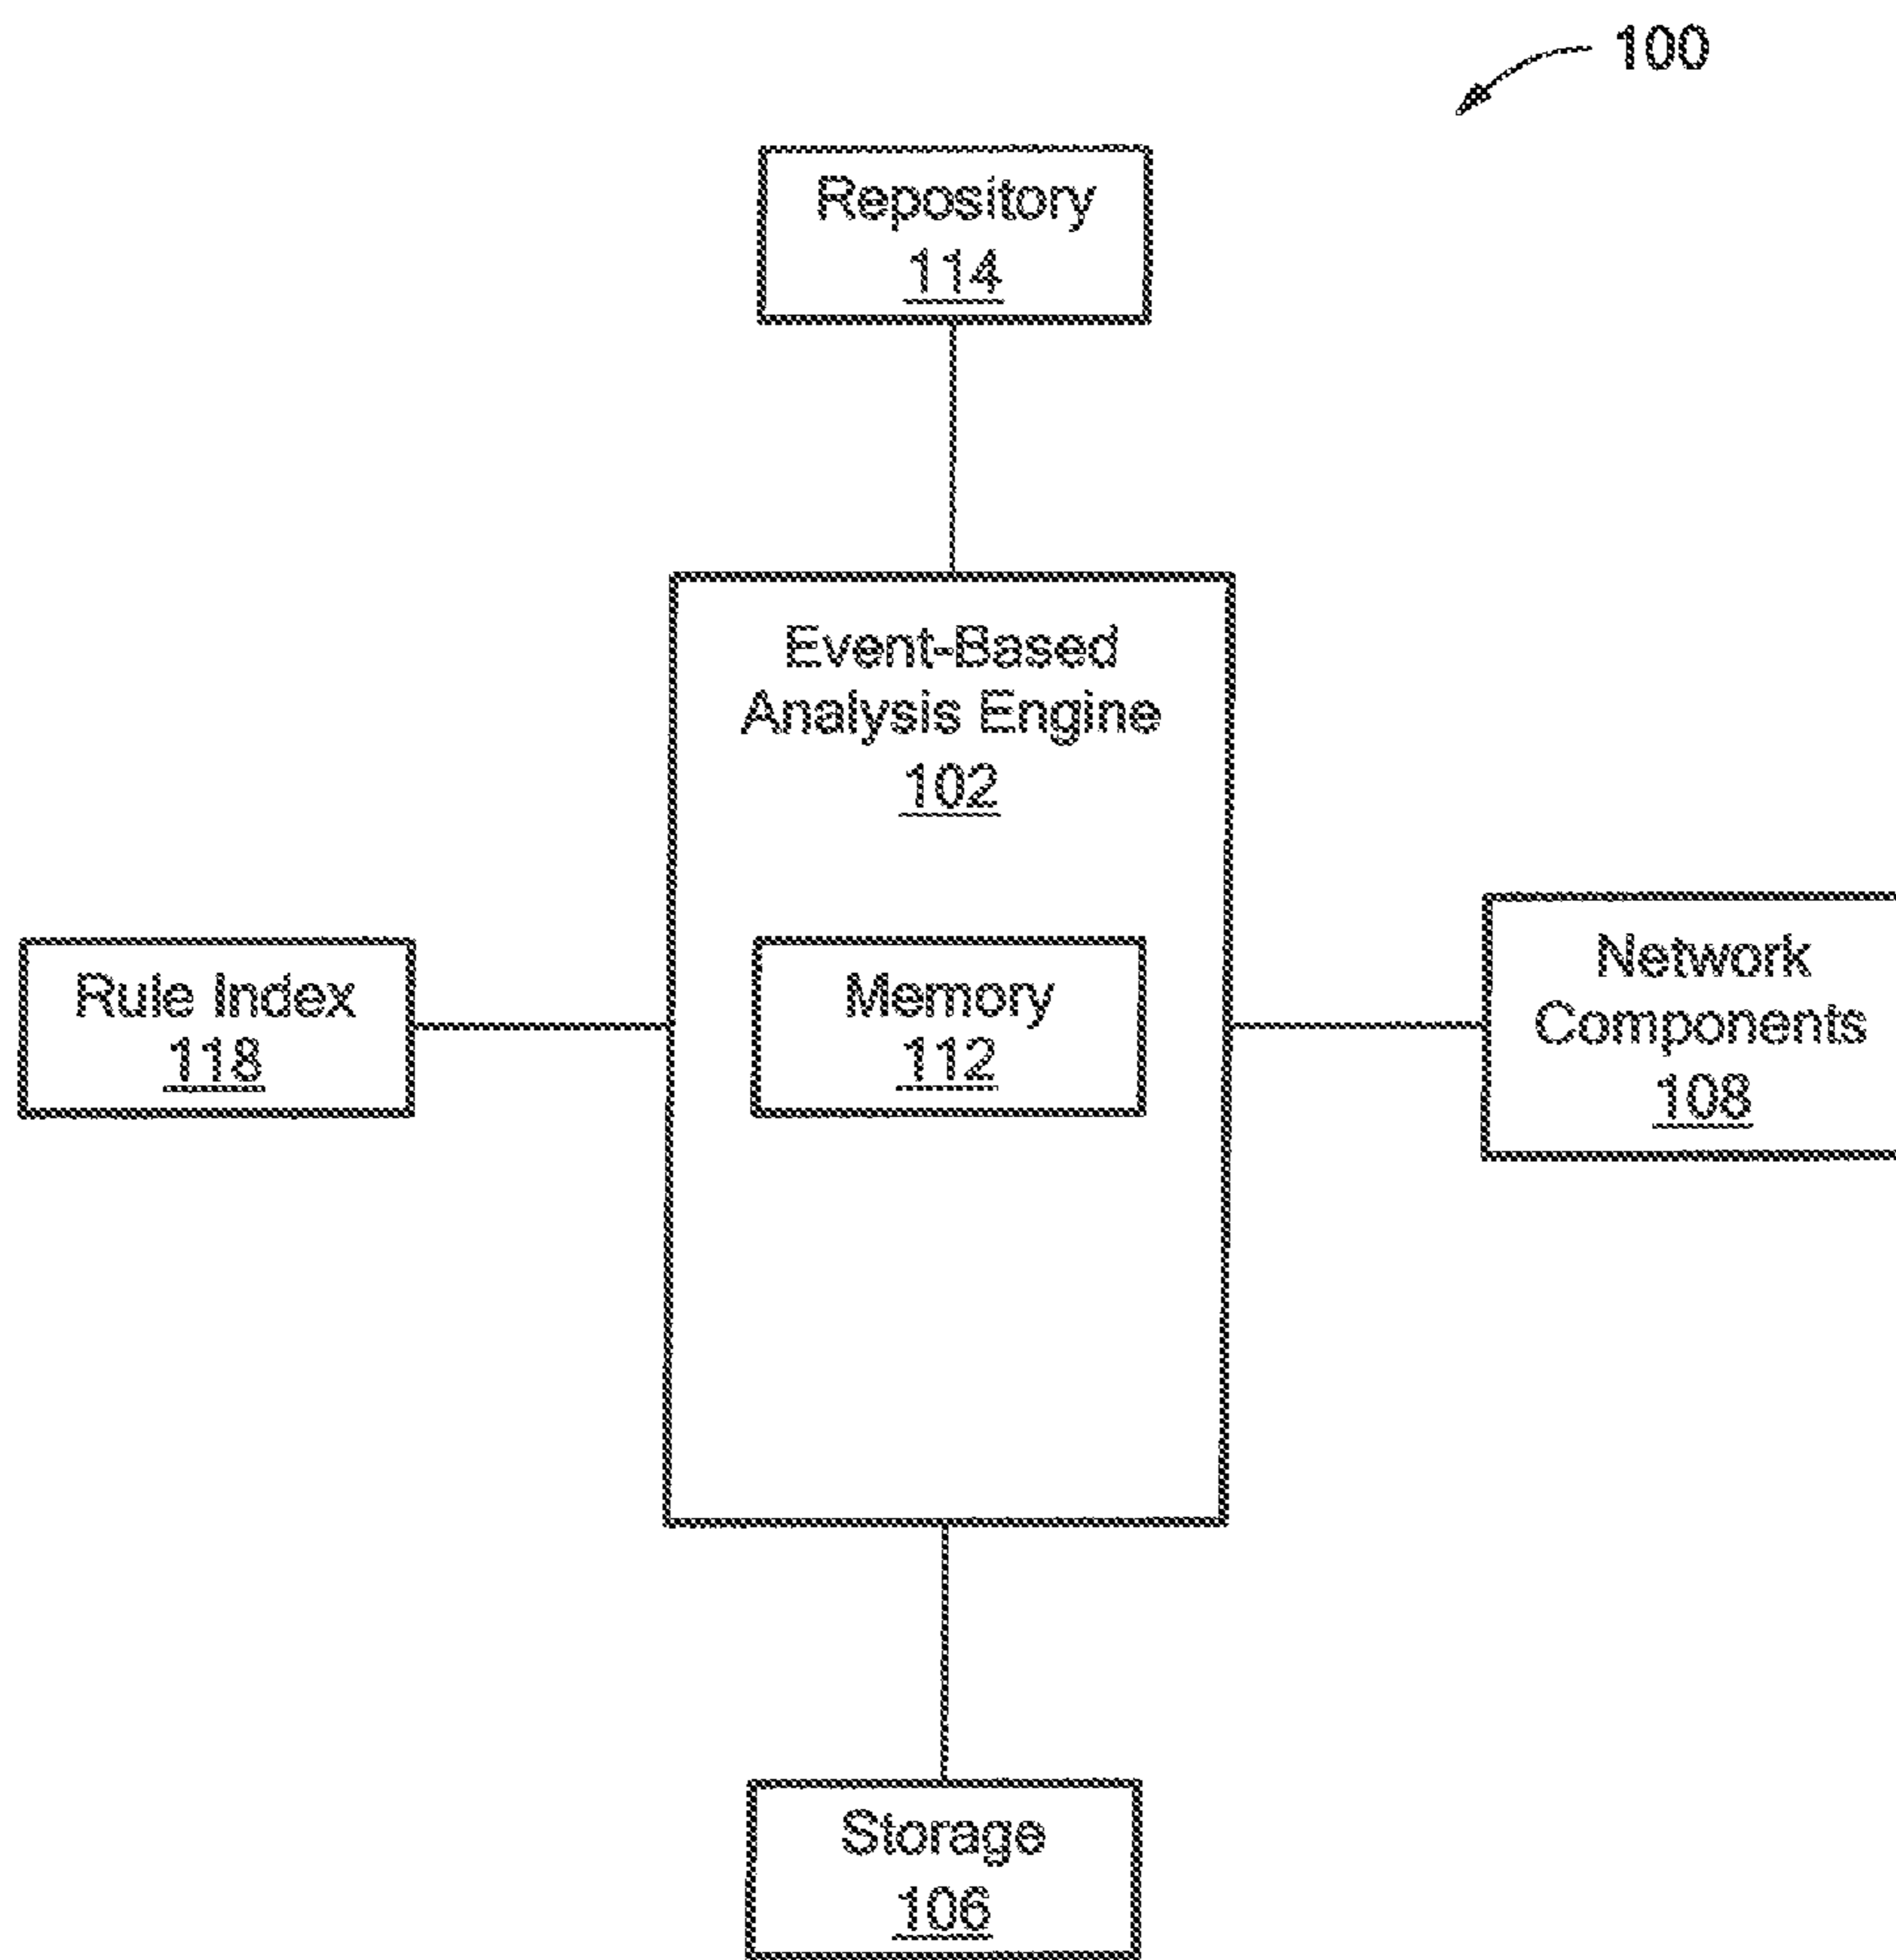 100
Repository
114
Event-Based
Analysis Engine
102
Rule Index
118
Memory
112
Network
Components
108
Storage
106